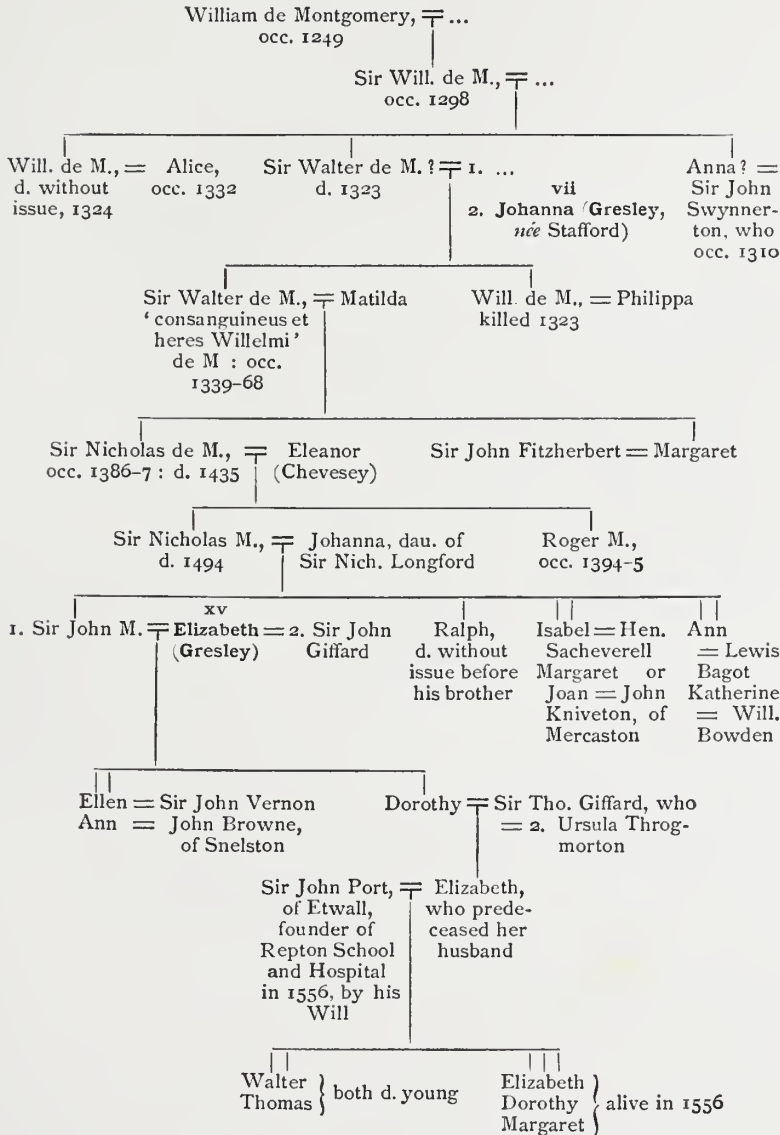 William de Montgomery, = ...
occ. 1249
Sir Will. de M., = ...
occ. 1298
Will. de M., = Alice,
d. without occ. 1332
issue, 1324
Sir Walter de M. ? = 1. ...
d. 1323
vii
2. Johanna (Gresley,
née Stafford)
Anna ? =
Sir John
Swynner-
ton, who
occ. 1310
Sir Walter de M., = Matilda
‘ consanguineus et
heres Willelmi ’
de M : occ.
1339-68
Will. de M., = Philippa
killed 1323
Sir Nicholas de M., = Eleanor
occ. 1386-7 : d. 1435 (Chevesey)
Sir John Fitzherbert = Margaret
Sir Nicholas M., = Johanna, dau. of
d. 1494 Sir Nich. Longford
Roger M.,
occ. 1394-5
xv
1. Sir John M. = Elizabeth = 2. Sir John
(Gresley) Giffard
Ralph,
d. without
issue before
his brother
Isabel = Hen.
Sacheverell
Margaret or
Joan = John
Kniveton, of
Mercaston
Ann
= Lewis
Bagot
Katherine
= Will.
Bowden
Ellen = Sir John Vernon
Ann = John Browne,
of Snelston
Dorothy = Sir Tho. Giffard, who
= 2. Ursula Throg-
morton
Sir John Port, = Elizabeth,
of Etwall, who prede-
founder of ceased her
Repton School husband
and Hospital
in 1556, by his
Will
Walter
Thomas } both d. young
Elizabeth
Dorothy } alive in 1556
Margaret